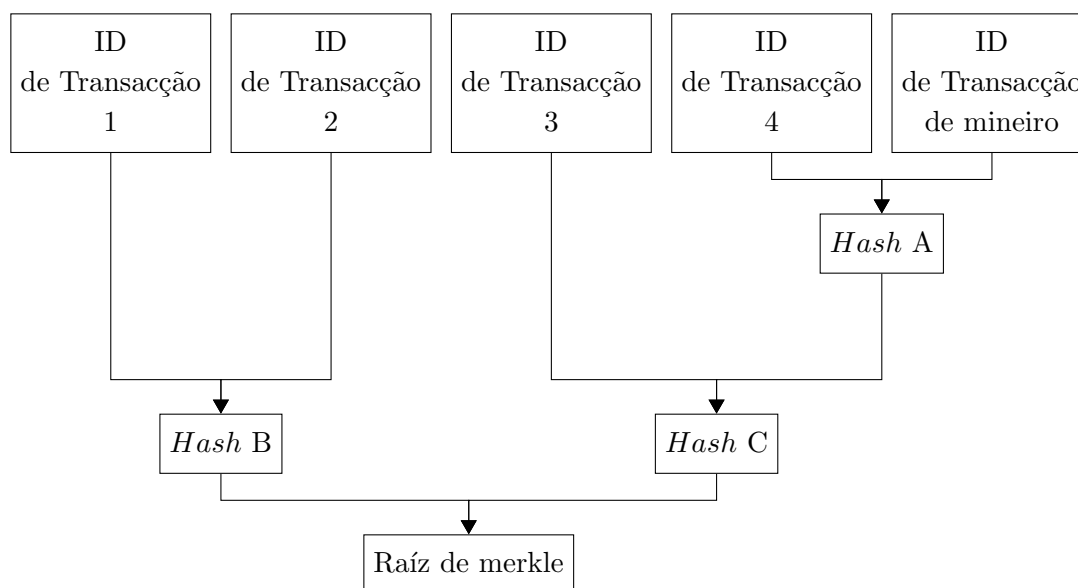 ID
de Transacção
1
ID
de Transacção
2
ID
de Transacção
3
ID
de Transacção
4
ID
de Transacção
de mineiro
Hash A
Hash B
Hash C
Raíz de merkle